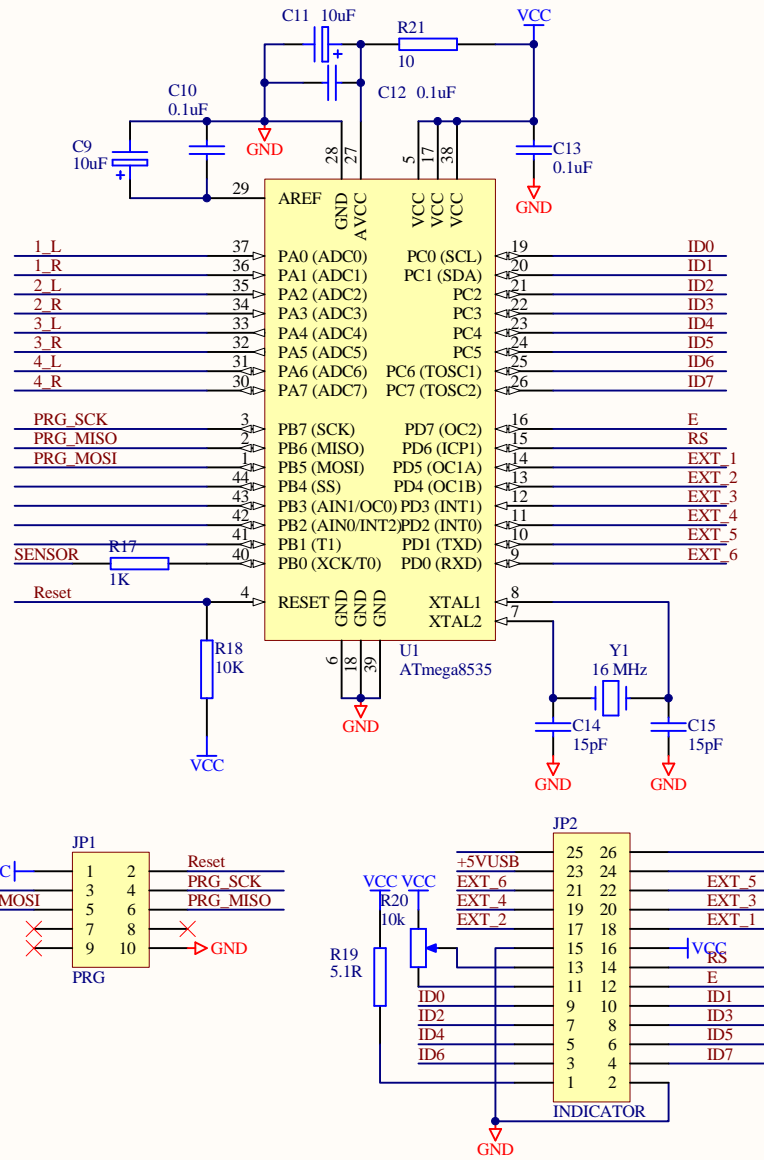 C11 10uF
R21
10
VCC
C12 0.1uF
C10
0.1uF
C9
10uF
GND
C13
0.1uF
GND
28
27
5
17
38
29
AREF
GND
AVCC
VCC
VCC
VCC
1_L 37 PA0 (ADC0) PC0 (SCL) 19 ID0
1_R 36 PA1 (ADC1) PC1 (SDA) 20 ID1
2_L 35 PA2 (ADC2) PC2 21 ID2
2_R 34 PA3 (ADC3) PC3 22 ID3
3_L 33 PA4 (ADC4) PC4 23 ID4
3_R 32 PA5 (ADC5) PC5 24 ID5
4_L 31 PA6 (ADC6) PC6 (TOSC1) 25 ID6
4_R 30 PA7 (ADC7) PC7 (TOSC2) 26 ID7
PRG_SCK 3 PB7 (SCK) PD7 (OC2) 16 E
PRG_MISO 2 PB6 (MISO) PD6 (ICP1) 15 RS
PRG_MOSI 1 PB5 (MOSI) PD5 (OC1A) 14 EXT_1
44 PB4 (SS) PD4 (OC1B) 13 EXT_2
43 PB3 (AIN1/OC0) PD3 (INT1) 12 EXT_3
42 PB2 (AIN0/INT2) PD2 (INT0) 11 EXT_4
41 PB1 (T1) PD1 (TXD) 10 EXT_5
SENSOR R17 1K 40 PB0 (XCK/T0) PD0 (RXD) 9 EXT_6
Reset 4 RESET XTAL1 8
XTAL2 7
GND
GND
GND
6
18
39
U1
ATmega8535
GND
R18
10K
VCC
Y1
16 MHz
C14
15pF
C15
15pF
GND
GND
JP1
C 1 2 Reset
3 4 PRG_SCK
MOSI 5 6 PRG_MISO
7 8
9 10 GND
PRG
JP2
25 26
+5VUSB 23 24
EXT_6 21 22 EXT_5
EXT_4 19 20 EXT_3
EXT_2 17 18 EXT_1
15 16 VCC
13 14 RS
11 12 E
ID0 9 10 ID1
ID2 7 8 ID3
ID4 5 6 ID5
ID6 3 4 ID7
1 2
INDICATOR
VCC VCC
R20
10k
R19
5.1R
GND